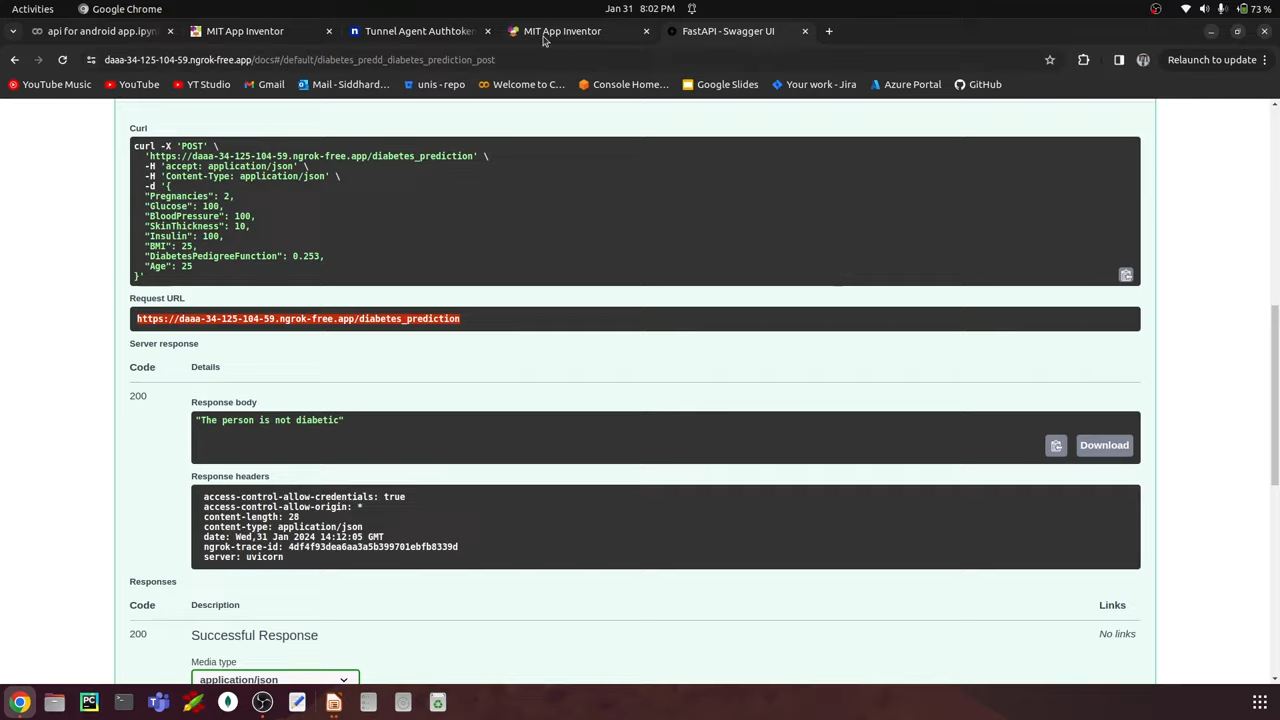 Activities
Google Chrome
Jan 31 8:02 PM
73 %
api for android app.ipyn
MIT App Inventor
Tunnel Agent Authtoke
MIT App Inventor
FastAPI - Swagger UI
daaa-34-125-104-59.ngrok-free.app/docs#/default/diabetes_predd_diabetes_prediction_post
Relaunch to update
YouTube Music
YouTube
YT Studio
Gmail
Mail - Siddhard...
unis - repo
Welcome to C...
Console Home...
Google Slides
Your work - Jira
Azure Portal
GitHub
Curl
curl -X 'POST' \
'https://daaa-34-125-104-59.ngrok-free.app/diabetes_prediction' \
-H 'accept: application/json' \
-H 'Content-Type: application/json' \
-d '{
"Pregnancies": 2,
"Glucose": 100,
"BloodPressure": 100,
"SkinThickness": 10,
"Insulin": 100,
"BMI": 25,
"DiabetesPedigreeFunction": 0.253,
"Age": 25
}'
Request URL
https://daaa-34-125-104-59.ngrok-free.app/diabetes_prediction
Server response
Code Details
200
Response body
"The person is not diabetic"
Download
Response headers
access-control-allow-credentials: true
access-control-allow-origin: *
content-length: 28
content-type: application/json
date: Wed,31 Jan 2024 14:12:05 GMT
ngrok-trace-id: 4df4f93dea6aa3a5b399701ebfb8339d
server: uvicorn
Responses
Code Description Links
200 Successful Response No links
Media type
application/json